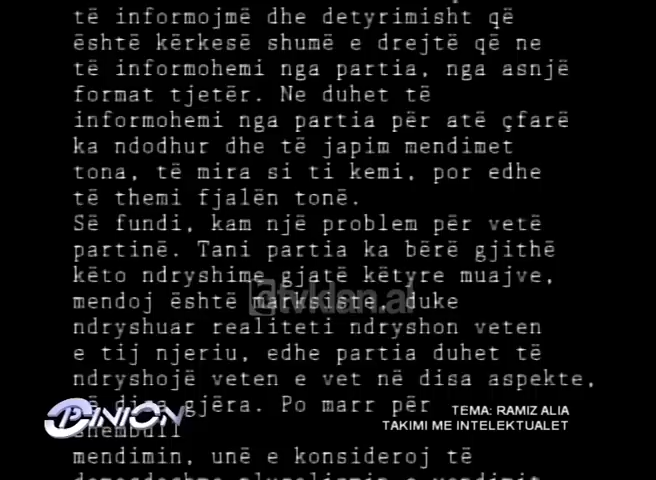 të informojmë dhe detyrimisht që
është kërkesë shumë e drejtë që ne
të informohemi nga partia, nga asnjë
format tjetër. Ne duhet të
informohemi nga partia për atë çfarë
ka ndodhur dhe të japim mendimet
tona, të mira si ti kemi, por edhe
të themi fjalën tonë.
Së fundi, kam një problem për vetë
partinë. Tani partia ka bërë gjithë
këto ndryshime gjatë këtyre muajve,
mendoj është marksiste, duke
ndryshuar realiteti ndryshon veten
e tij njeriu, edhe partia duhet të
ndryshojë veten e vet në disa aspekte,
gjëra. Po marr për
shembull
mendimin, unë e konsideroj të
@tvklan.al
OPINION
TEMA: RAMIZ ALIA
TAKIMI ME INTELEKTUALET